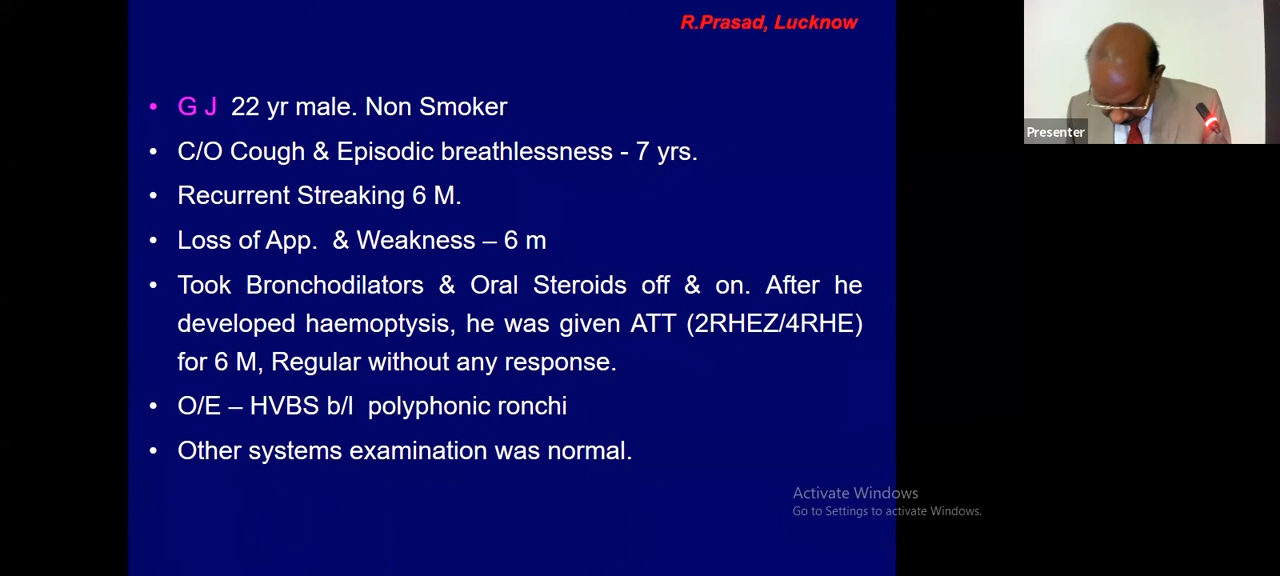 R.Prasad, Lucknow
• G J 22 yr male. Non Smoker
• C/O Cough & Episodic breathlessness - 7 yrs.
• Recurrent Streaking 6 M.
• Loss of App. & Weakness – 6 m
• Took Bronchodilators & Oral Steroids off & on. After he
developed haemoptysis, he was given ATT (2RHEZ/4RHE)
for 6 M, Regular without any response.
• O/E – HVBS b/l polyphonic ronchi
• Other systems examination was normal.
Presenter
Activate Windows
Go to Settings to activate Windows.